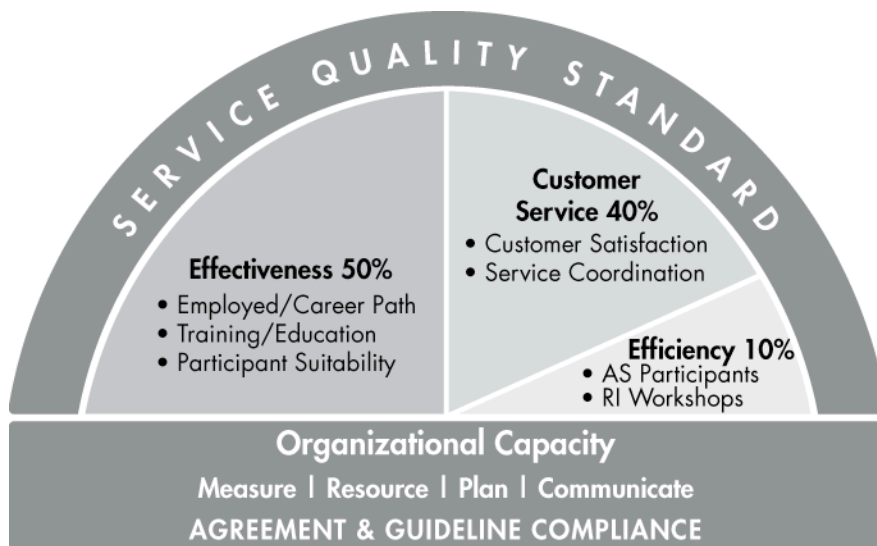 SERVICE QUALITY STANDARD
Effectiveness 50%
• Employed/Career Path
• Training/Education
• Participant Suitability
Customer
Service 40%
• Customer Satisfaction
• Service Coordination
Efficiency 10%
• AS Participants
• RI Workshops
Organizational Capacity
Measure | Resource | Plan | Communicate
AGREEMENT & GUIDELINE COMPLIANCE